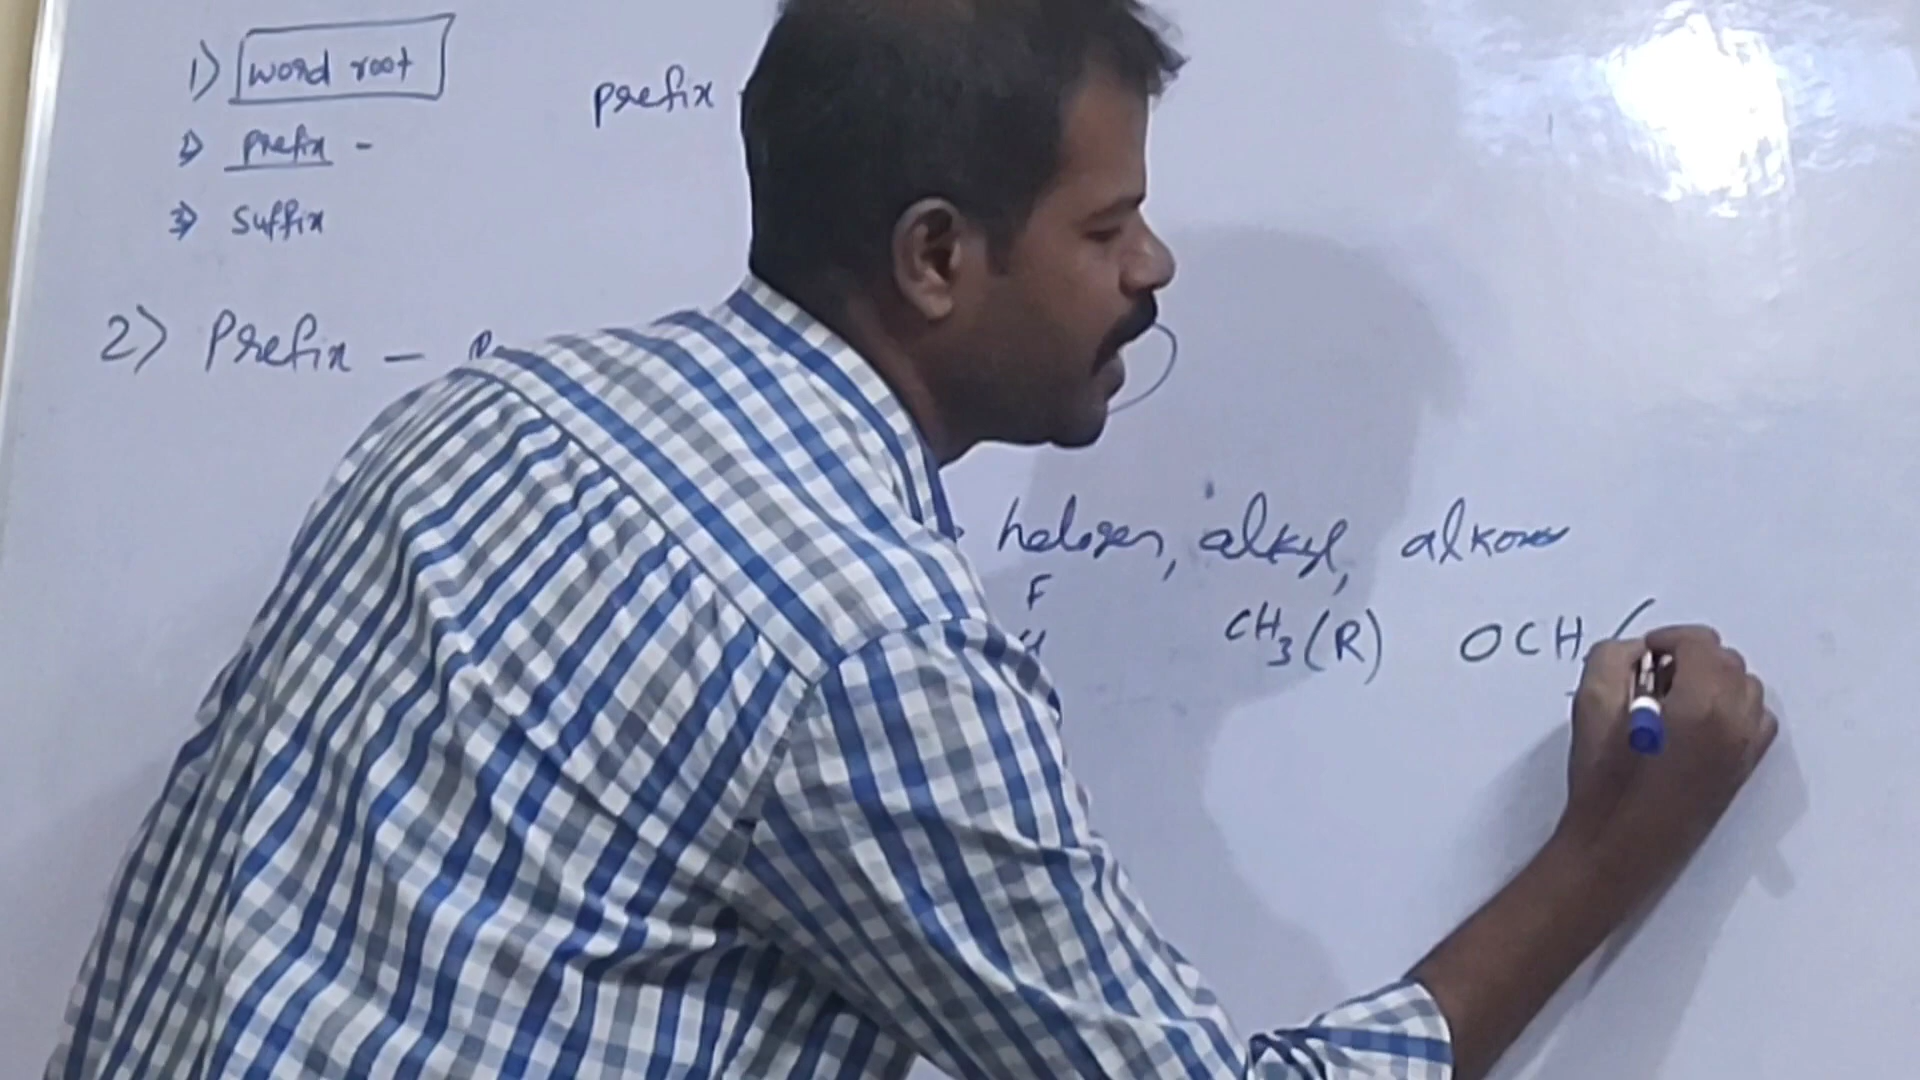 1) word root
prefix
2) prefix -
3) suffix
2) Prefix -
halogen, alkyl, alkoxy
F
CH3(R) OCH (